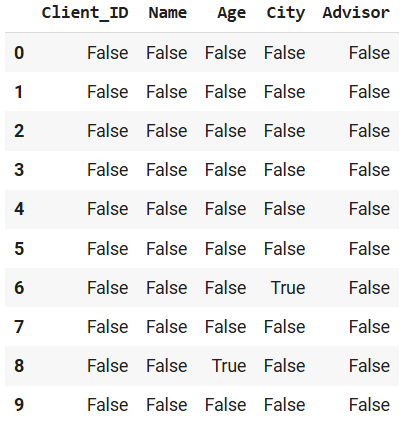 Client_ID Name Age City Advisor
0 False False False False False
1 False False False False False
2 False False False False False
3 False False False False False
4 False False False False False
5 False False False False False
6 False False False True False
7 False False False False False
8 False False True False False
9 False False False False False